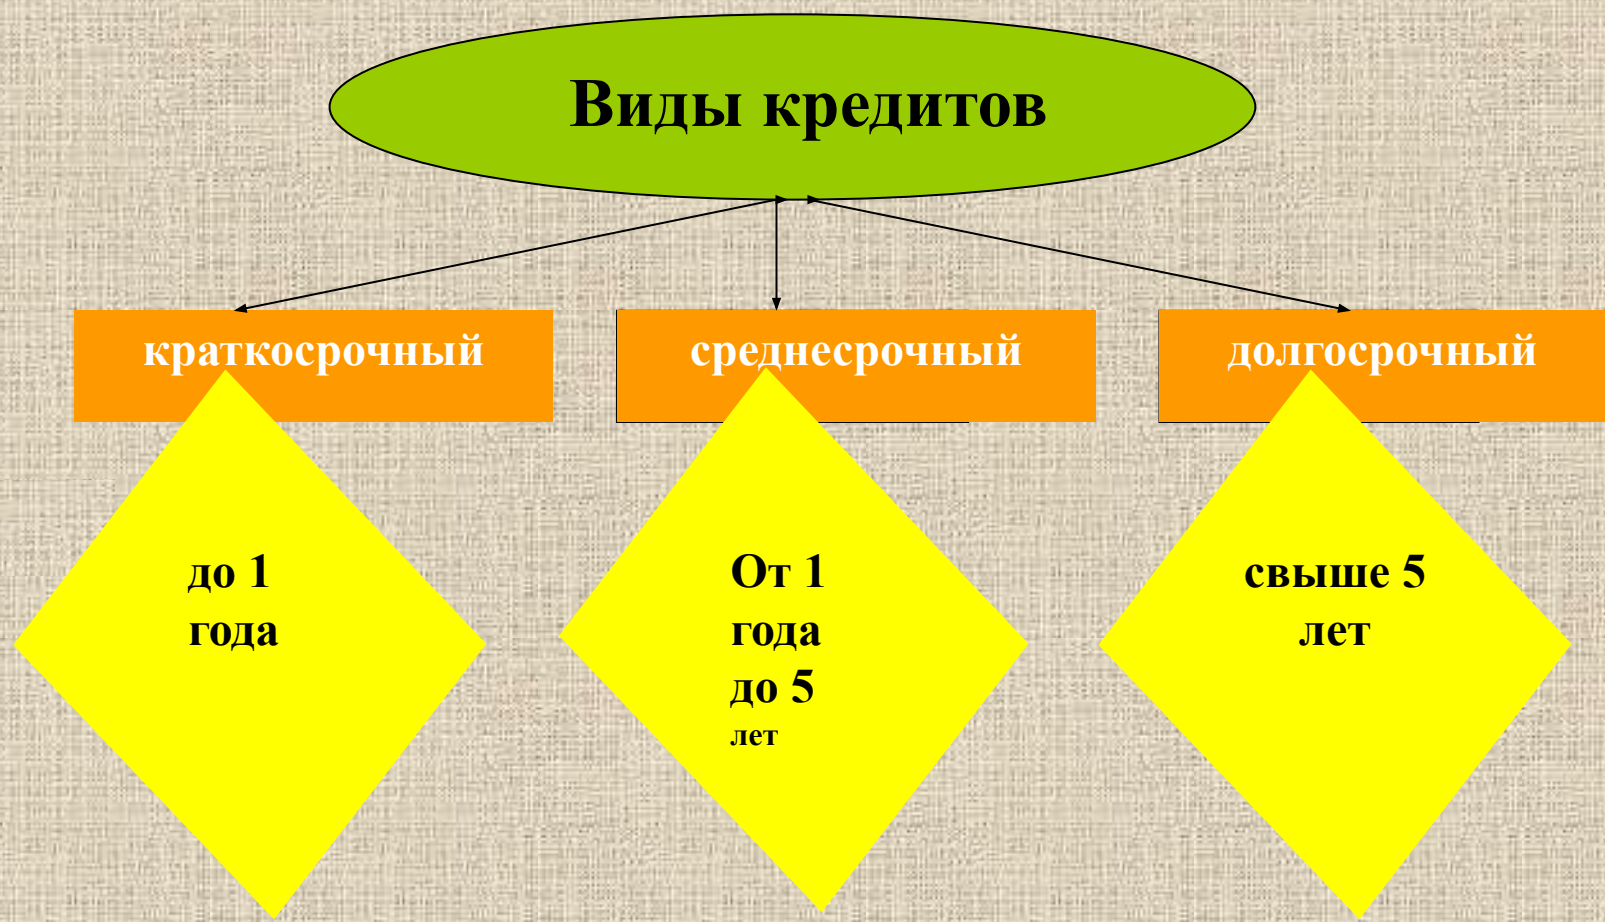 Виды кредитов
краткосрочный
среднесрочный
долгосрочный
до 1
года
От 1
года
до 5
лет
свыше 5
лет